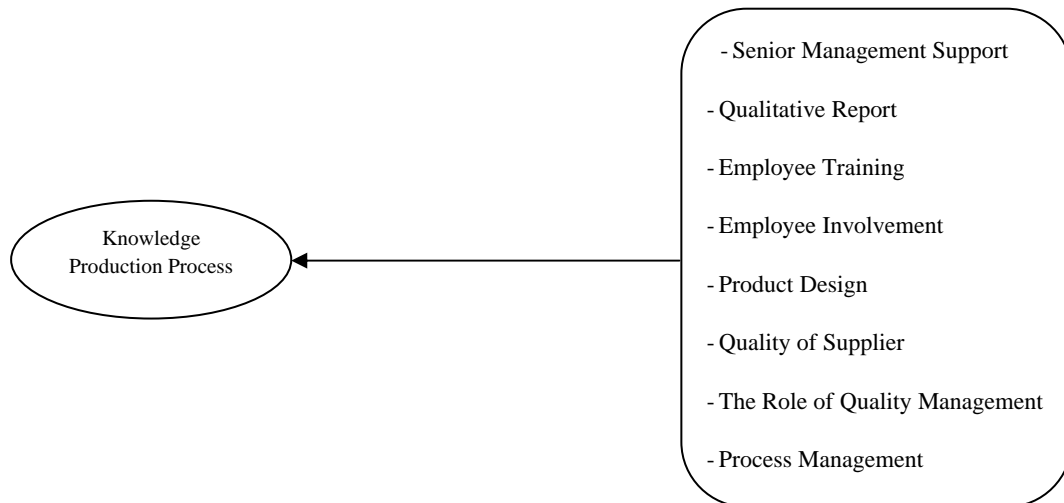 Knowledge
Production Process
- Senior Management Support
- Qualitative Report
- Employee Training
- Employee Involvement
- Product Design
- Quality of Supplier
- The Role of Quality Management
- Process Management